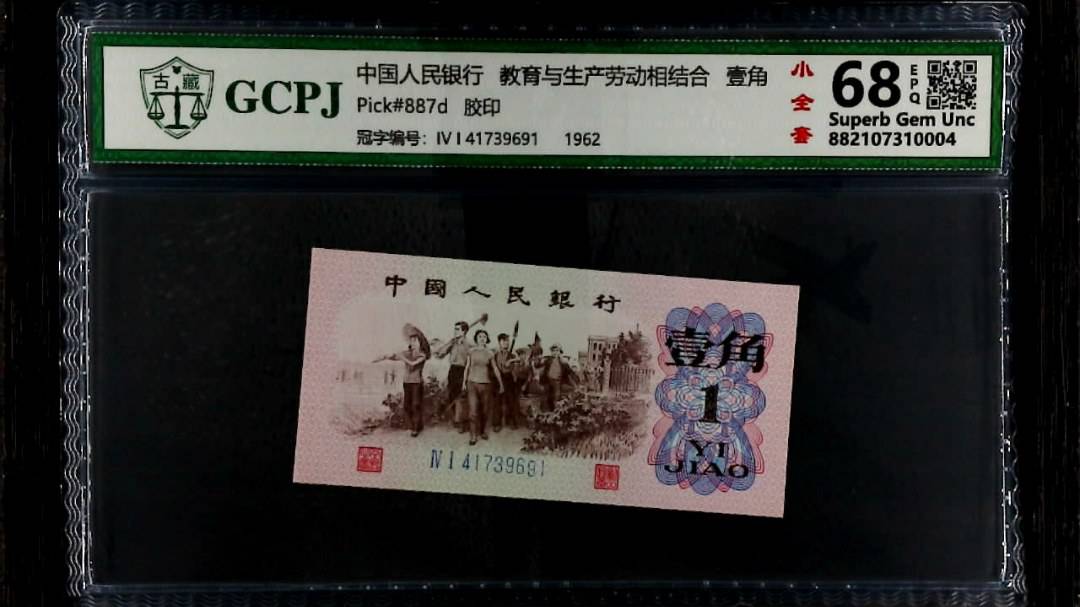 古藏
GCPJ
中国人民银行 教育与生产劳动相结合 壹角
Pick#887d 胶印
冠字编号: IV I 41739691 1962
小全套
68
EPQ
Superb Gem Unc
882107310004
中國人民銀行
壹角
1
YI
JIAO
IV I 41739691